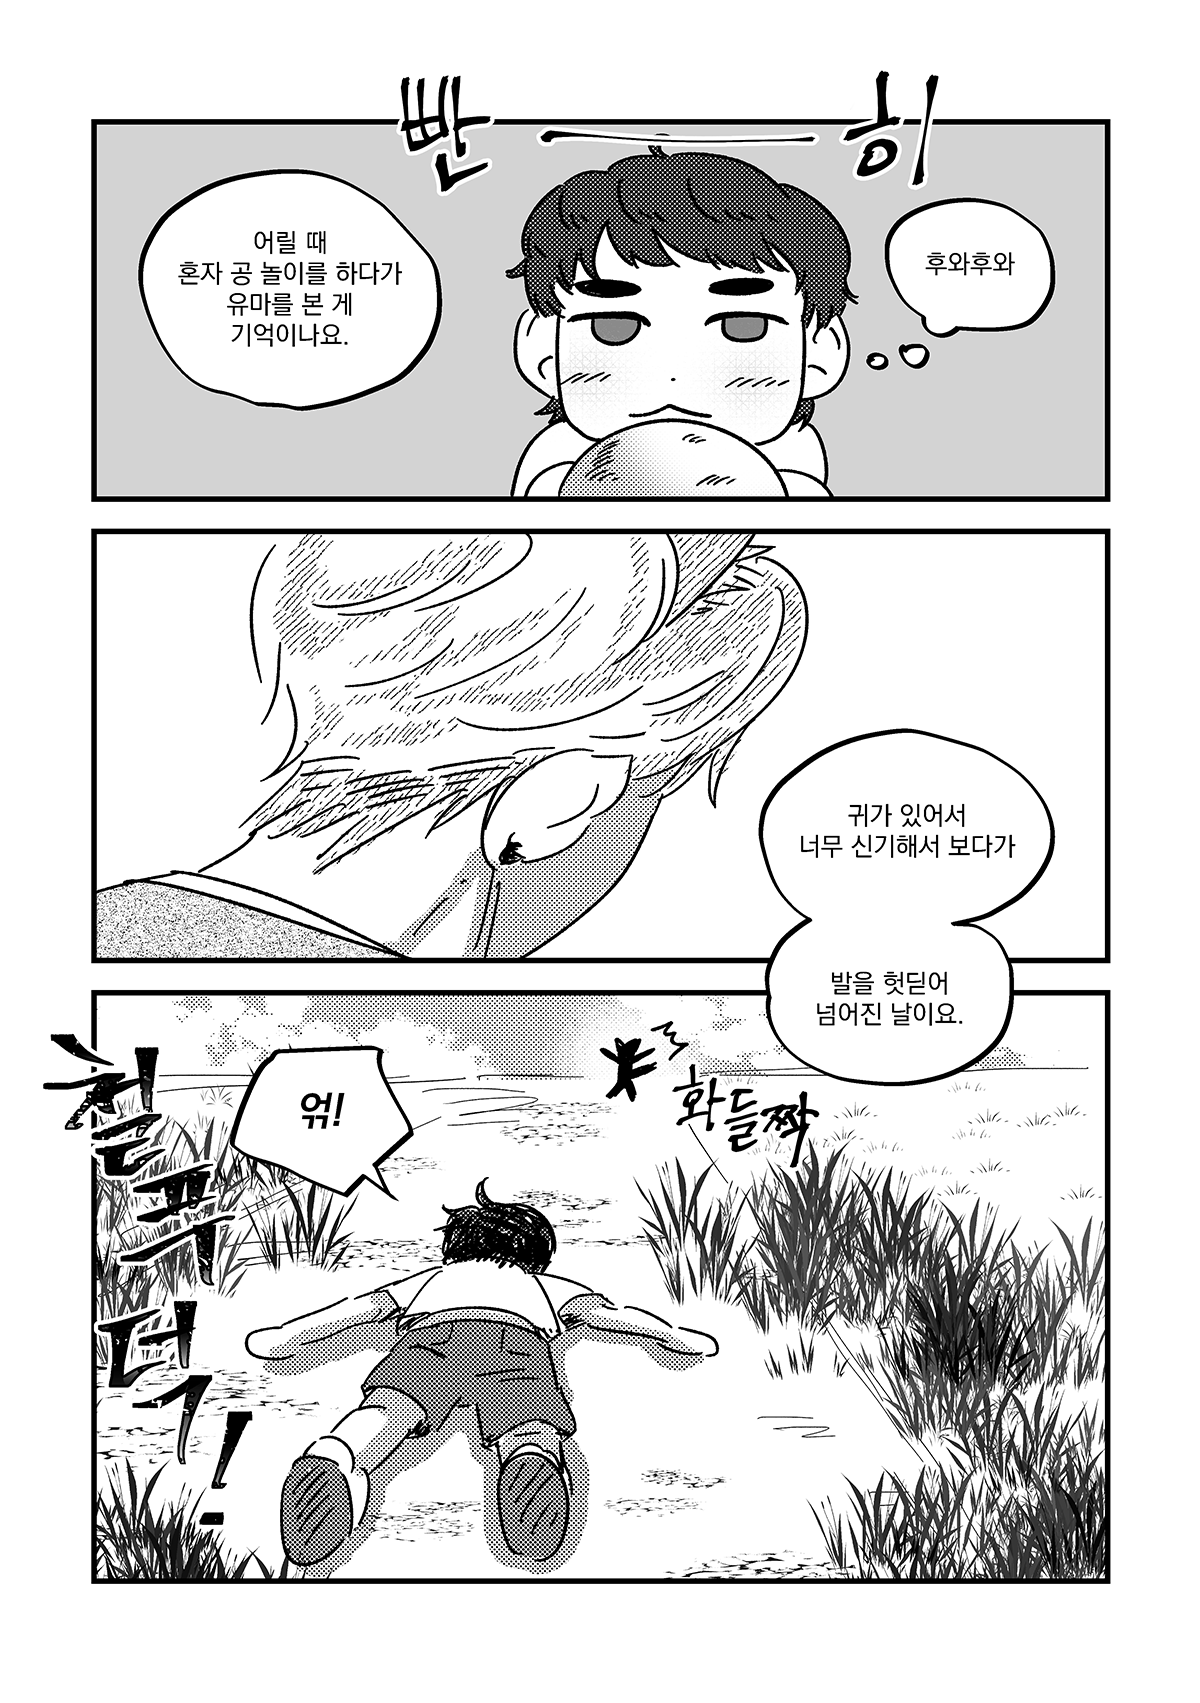 빤 ー 히
어릴 때
혼자 공 놀이를 하다가
유마를 본 게
기억이나요.
후와후와
귀가 있어서
너무 신기해서 보다가
발을 헛딛어
넘어진 날이요.
철푸덕!
얶!
화들짝